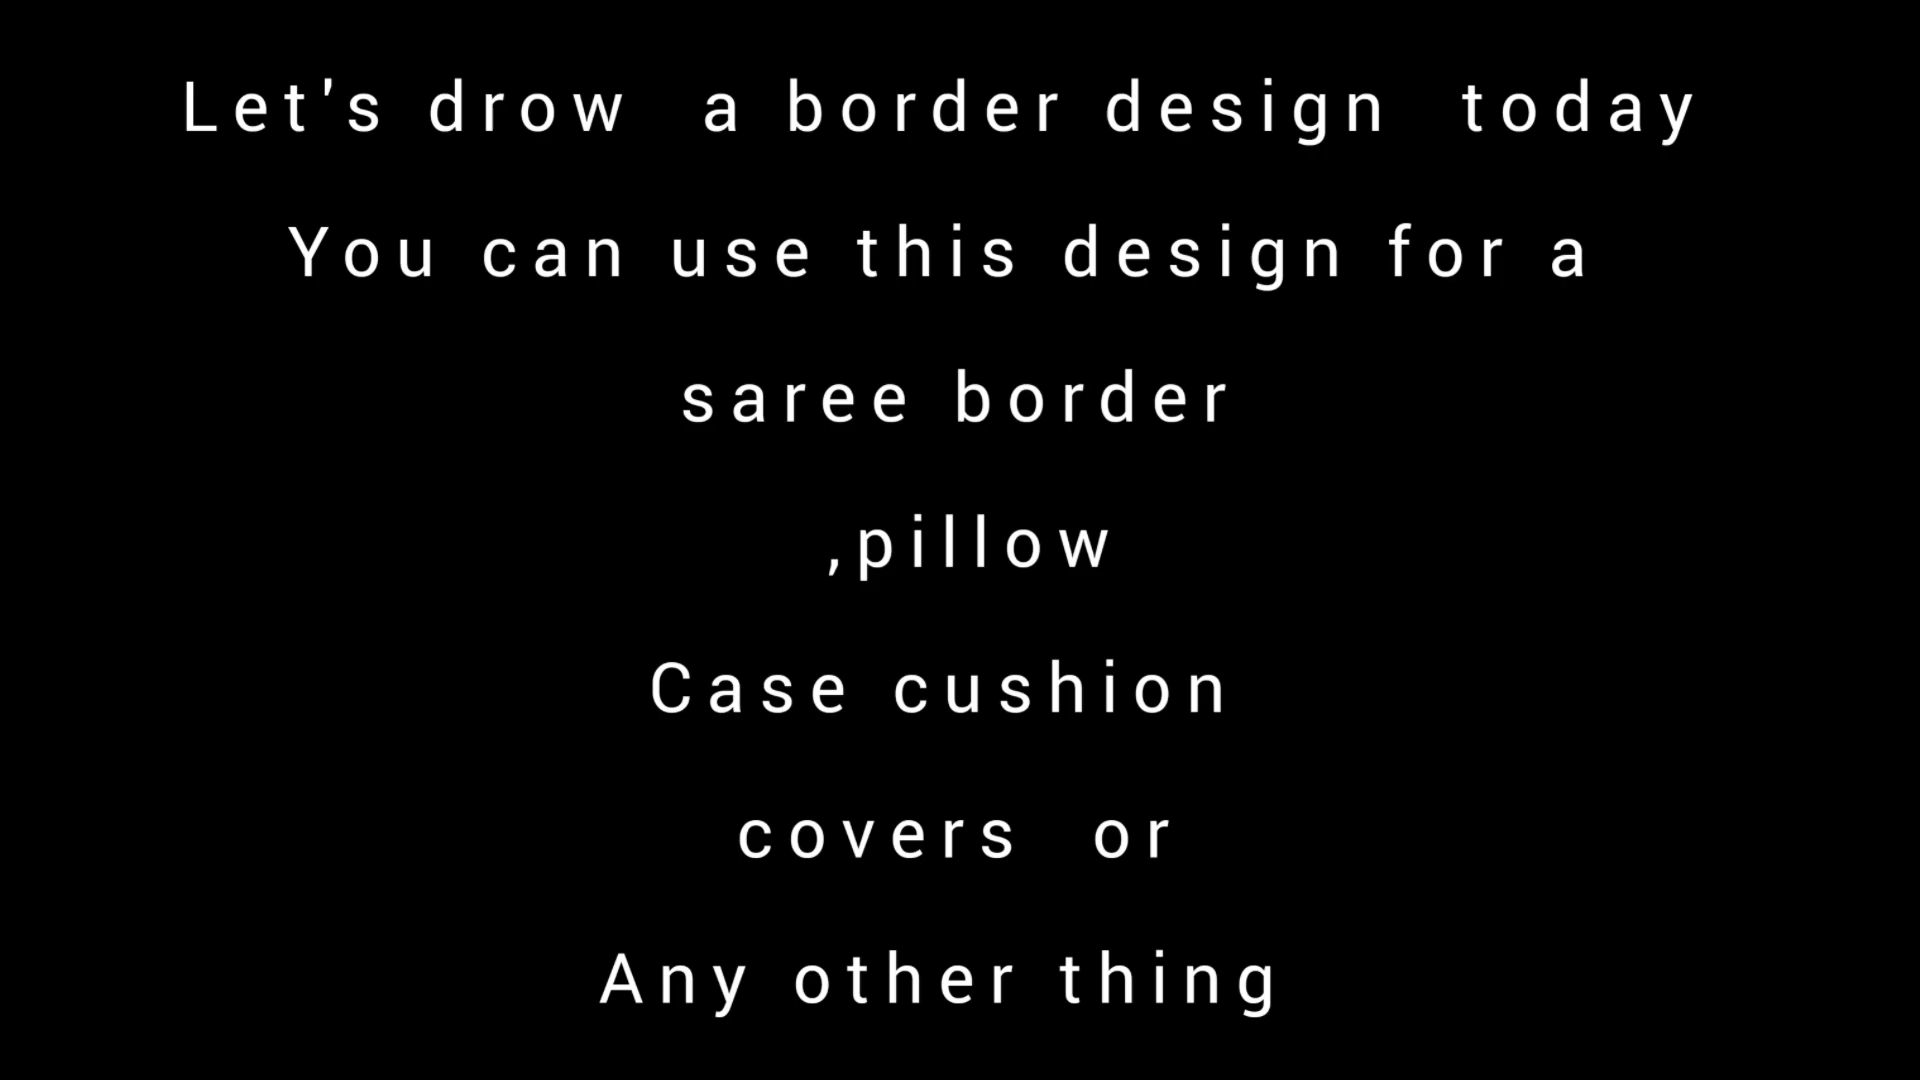 Let's drow a border design today
You can use this design for a
saree border
,pillow
Case cushion
covers or
Any other thing